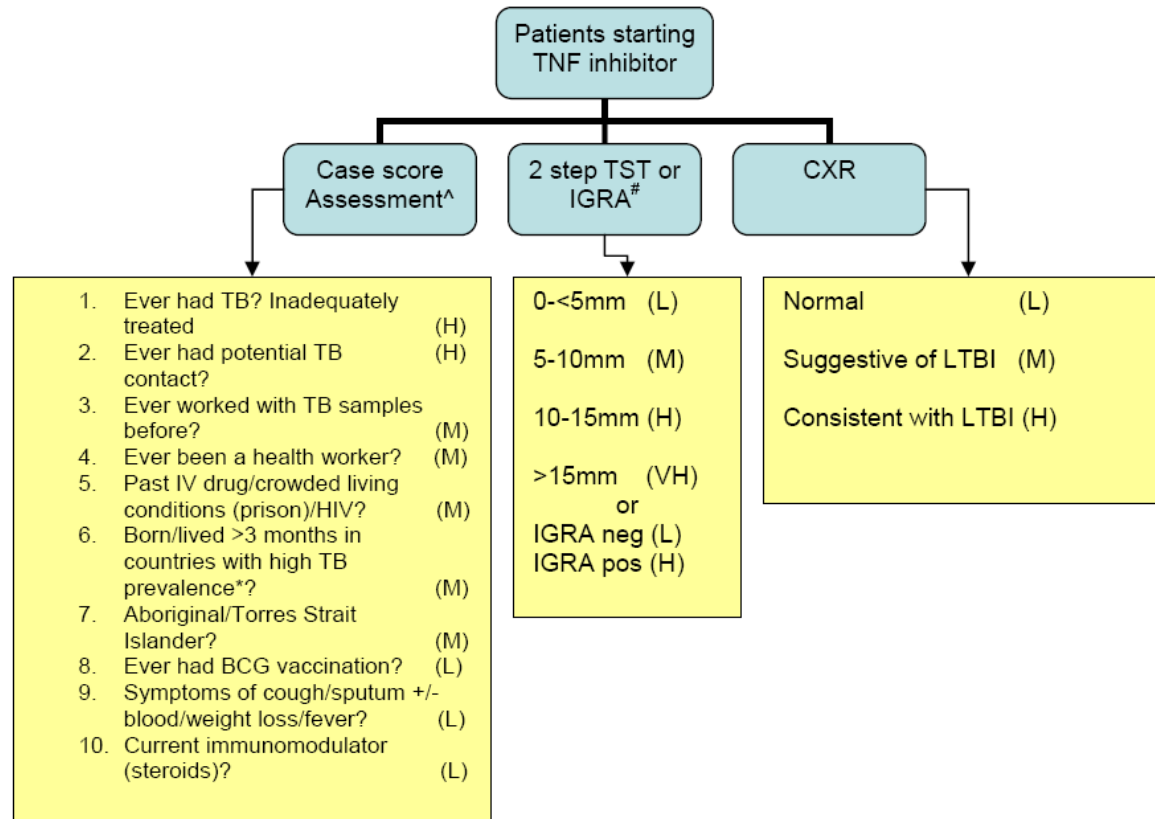 Patients starting
TNF inhibitor
Case score
Assessment^
2 step TST or
IGRA#
CXR
1. Ever had TB? Inadequately
treated (H)
2. Ever had potential TB (H)
contact?
3. Ever worked with TB samples
before? (M)
4. Ever been a health worker? (M)
5. Past IV drug/crowded living
conditions (prison)/HIV? (M)
6. Born/lived >3 months in
countries with high TB
prevalence*? (M)
7. Aboriginal/Torres Strait
Islander? (M)
8. Ever had BCG vaccination? (L)
9. Symptoms of cough/sputum +/-
blood/weight loss/fever? (L)
10. Current immunomodulator
(steroids)? (L)
0-<5mm (L)
5-10mm (M)
10-15mm (H)
>15mm (VH)
or
IGRA neg (L)
IGRA pos (H)
Normal (L)
Suggestive of LTBI (M)
Consistent with LTBI (H)